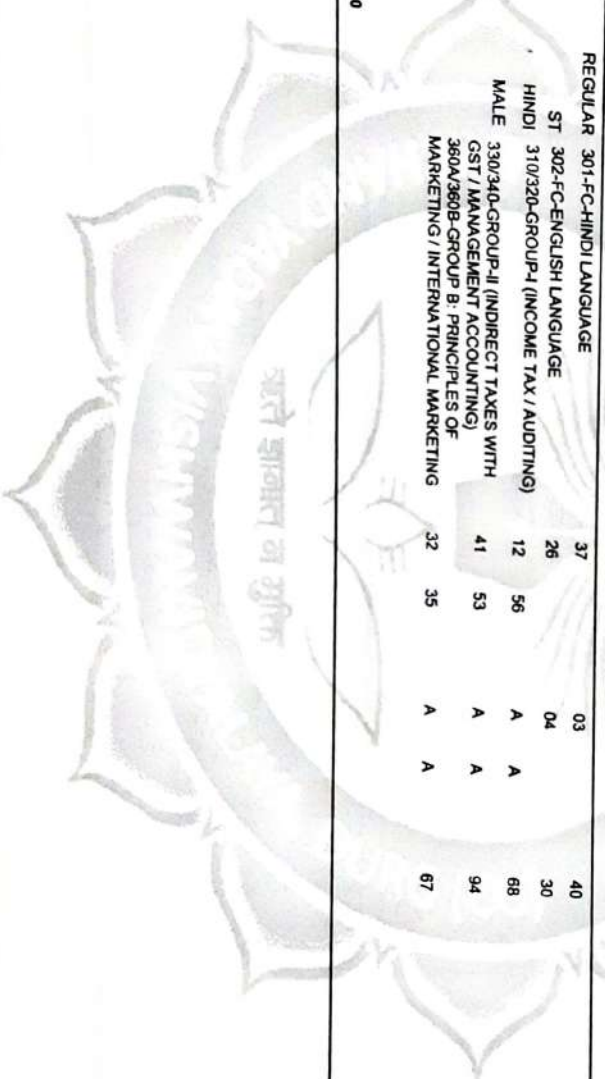 REGULAR 301-FC-HINDI LANGUAGE 37 03 40
ST 302-FC-ENGLISH LANGUAGE 26 04 30
HINDI 310/320-GROUP-I (INCOME TAX / AUDITING) 12 56 A A 68
MALE 330/340-GROUP-II (INDIRECT TAXES WITH
GST / MANAGEMENT ACCOUNTING) 41 53 A A 94
360A/360B-GROUP B: PRINCIPLES OF
MARKETING / INTERNATIONAL MARKETING 32 35 A A 67
ऋते ज्ञानात् न मुक्ति